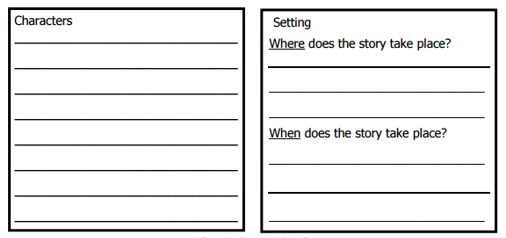 Characters
Setting
Where does the story take place?
When does the story take place?